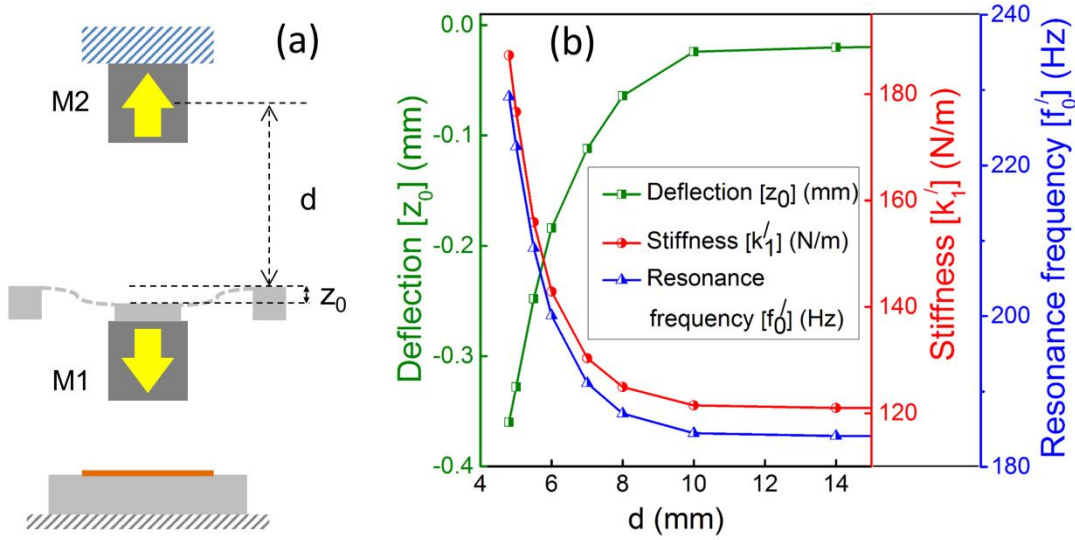 (a)
M2
d
z₀
M1
(b)
0.0
-0.1
-0.2
-0.3
-0.4
Deflection [z₀] (mm)
4 6 8 10 12 14
d (mm)
Deflection [z₀] (mm)
Stiffness [k₁′] (N/m)
Resonance
frequency [f₀′] (Hz)
180
160
140
120
Stiffness [k₁′] (N/m)
240
220
200
180
Resonance frequency [f₀′] (Hz)